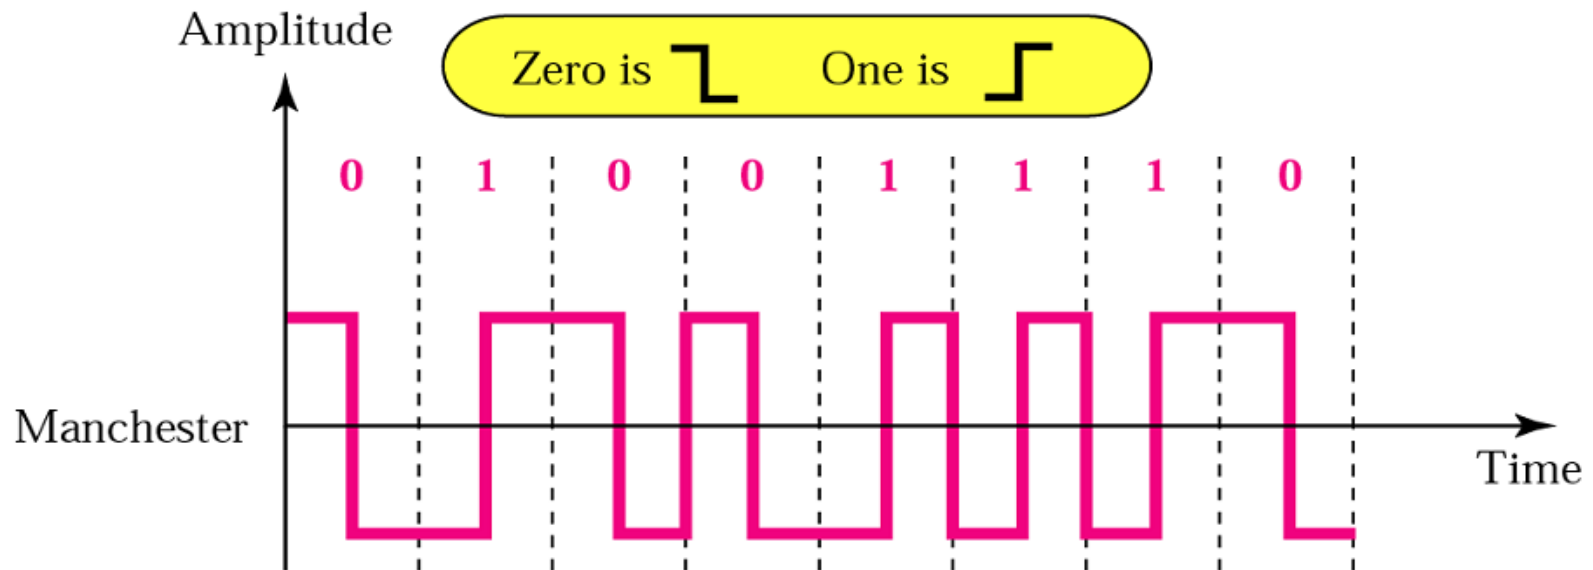 Amplitude
Zero is One is
0 1 0 0 1 1 1 0
Manchester
Time